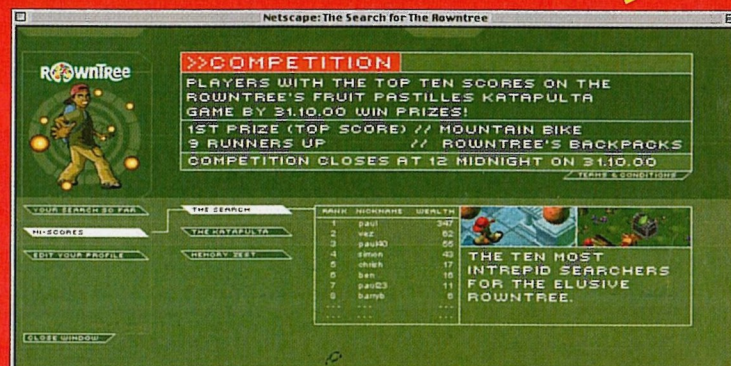 Netscape: The Search for The Rowntree
ROWnTRee
>>COMPETITION
PLAYERS WITH THE TOP TEN SCORES ON THE
ROWNTREE'S FRUIT PASTILLES KATAPULTA
GAME BY 31.10.00 WIN PRIZES!
1ST PRIZE (TOP SCORE) // MOUNTAIN BIKE
9 RUNNERS UP // ROWNTREE'S BACKPACKS
COMPETITION CLOSES AT 12 MIDNIGHT ON 31.10.00
TERMS & CONDITIONS
YOUR SEARCH SO FAR
HI-SCORES
EDIT YOUR PROFILE
THE SEARCH
THE KATAPULTA
MEMORY ZEST
RANK NICKNAME WEALTH
1 paul 347
2 vez 62
3 paul40 55
4 simon 43
5 chrish 17
6 ben 16
7 paul23 11
8 barryb 6
... ... ...
... ... ...
THE TEN MOST
INTREPID SEARCHERS
FOR THE ELUSIVE
ROWNTREE.
CLOSE WINDOW